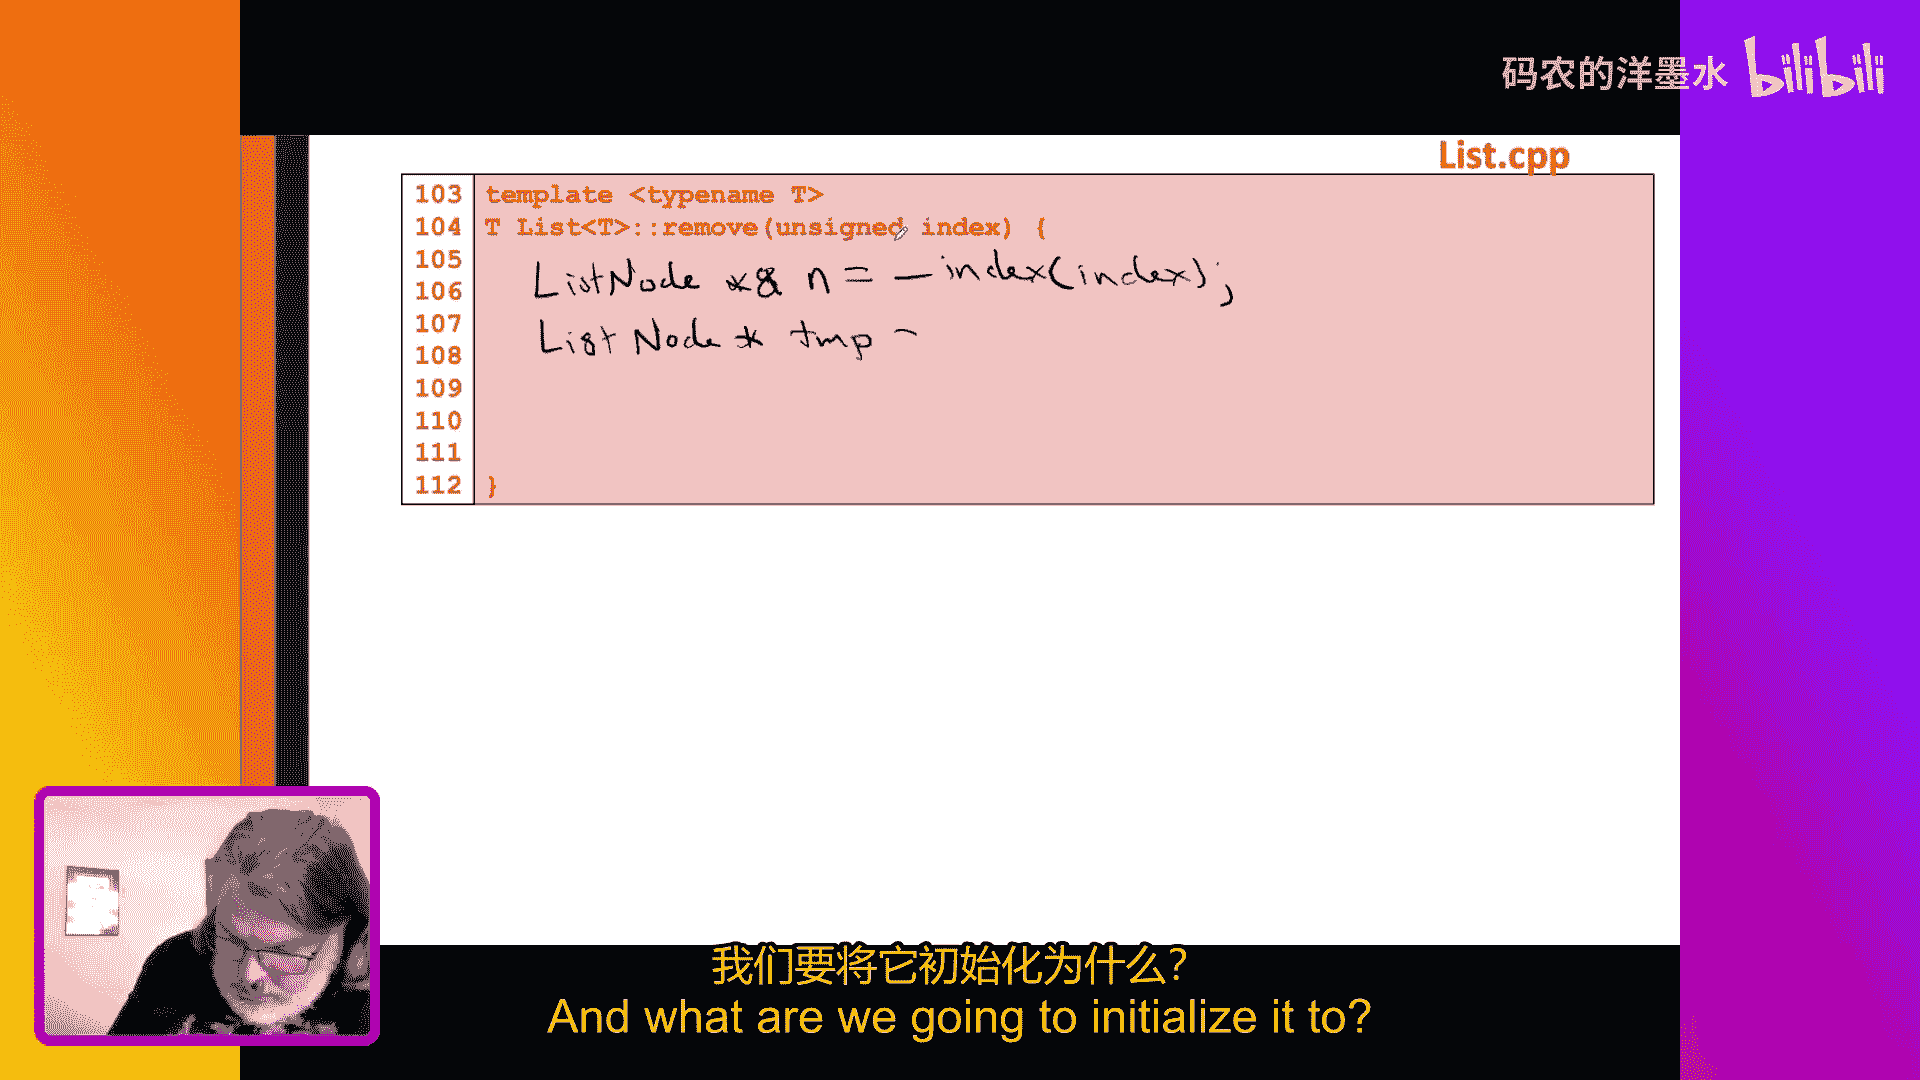 码农的洋墨水 bilibili
List.cpp
103 template <typename T>
104 T List<T>::remove(unsigned index) {
105
106 ListNode *& n = _index(index);
107
108 ListNode * tmp -
109
110
111
112 }
我们要将它初始化为什么?
And what are we going to initialize it to?